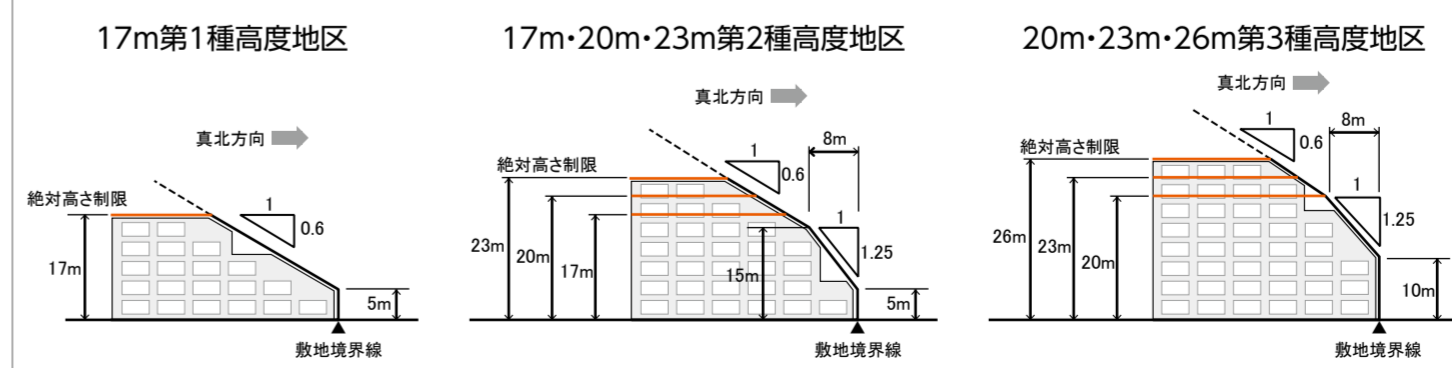 17m第1種高度地区
真北方向
絶対高さ制限
1
0.6
17m
5m
敷地境界線
17m・20m・23m第2種高度地区
真北方向
8m
絶対高さ制限
1
0.6
1
1.25
23m
20m
17m
15m
5m
敷地境界線
20m・23m・26m第3種高度地区
真北方向
1
8m
0.6
絶対高さ制限
1
1.25
26m
23m
20m
10m
敷地境界線